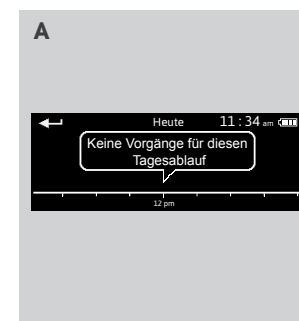 A
Heute 11:34 am
Keine Vorgänge für diesen
Tagesablauf
12 pm